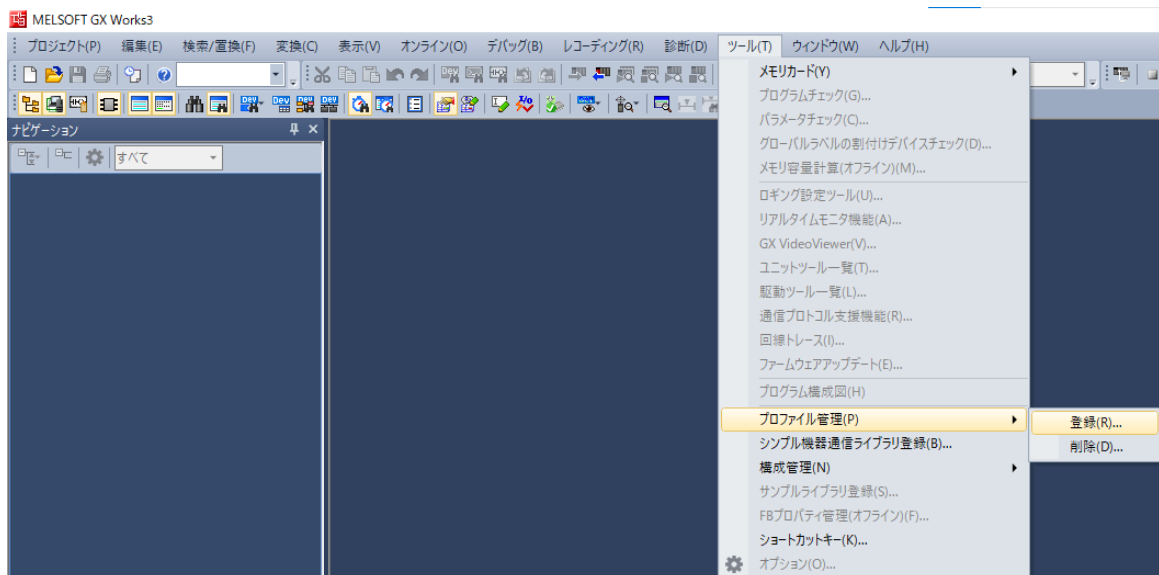 MELSOFT GX Works3
プロジェクト(P) 編集(E) 検索/置換(F) 変換(C) 表示(V) オンライン(O) デバッグ(B) レコーディング(R) 診断(D) ツール(T) ウィンドウ(W) ヘルプ(H)
ナビゲーション
すべて
メモリカード(Y)
プログラムチェック(G)...
パラメータチェック(C)...
グローバルラベルの割付けデバイスチェック(D)...
メモリ容量計算(オフライン)(M)...
ロギング設定ツール(U)...
リアルタイムモニタ機能(A)...
GX VideoViewer(V)...
ユニットツール一覧(T)...
駆動ツール一覧(L)...
通信プロトコル支援機能(R)...
回線トレース(I)...
ファームウェアアップデート(E)...
プログラム構成図(H)
プロファイル管理(P)
登録(R)...
シンプル機器通信ライブラリ登録(B)...
削除(D)...
構成管理(N)
サンプルライブラリ登録(S)...
FBプロパティ管理(オフライン)(F)...
ショートカットキー(K)...
オプション(O)...